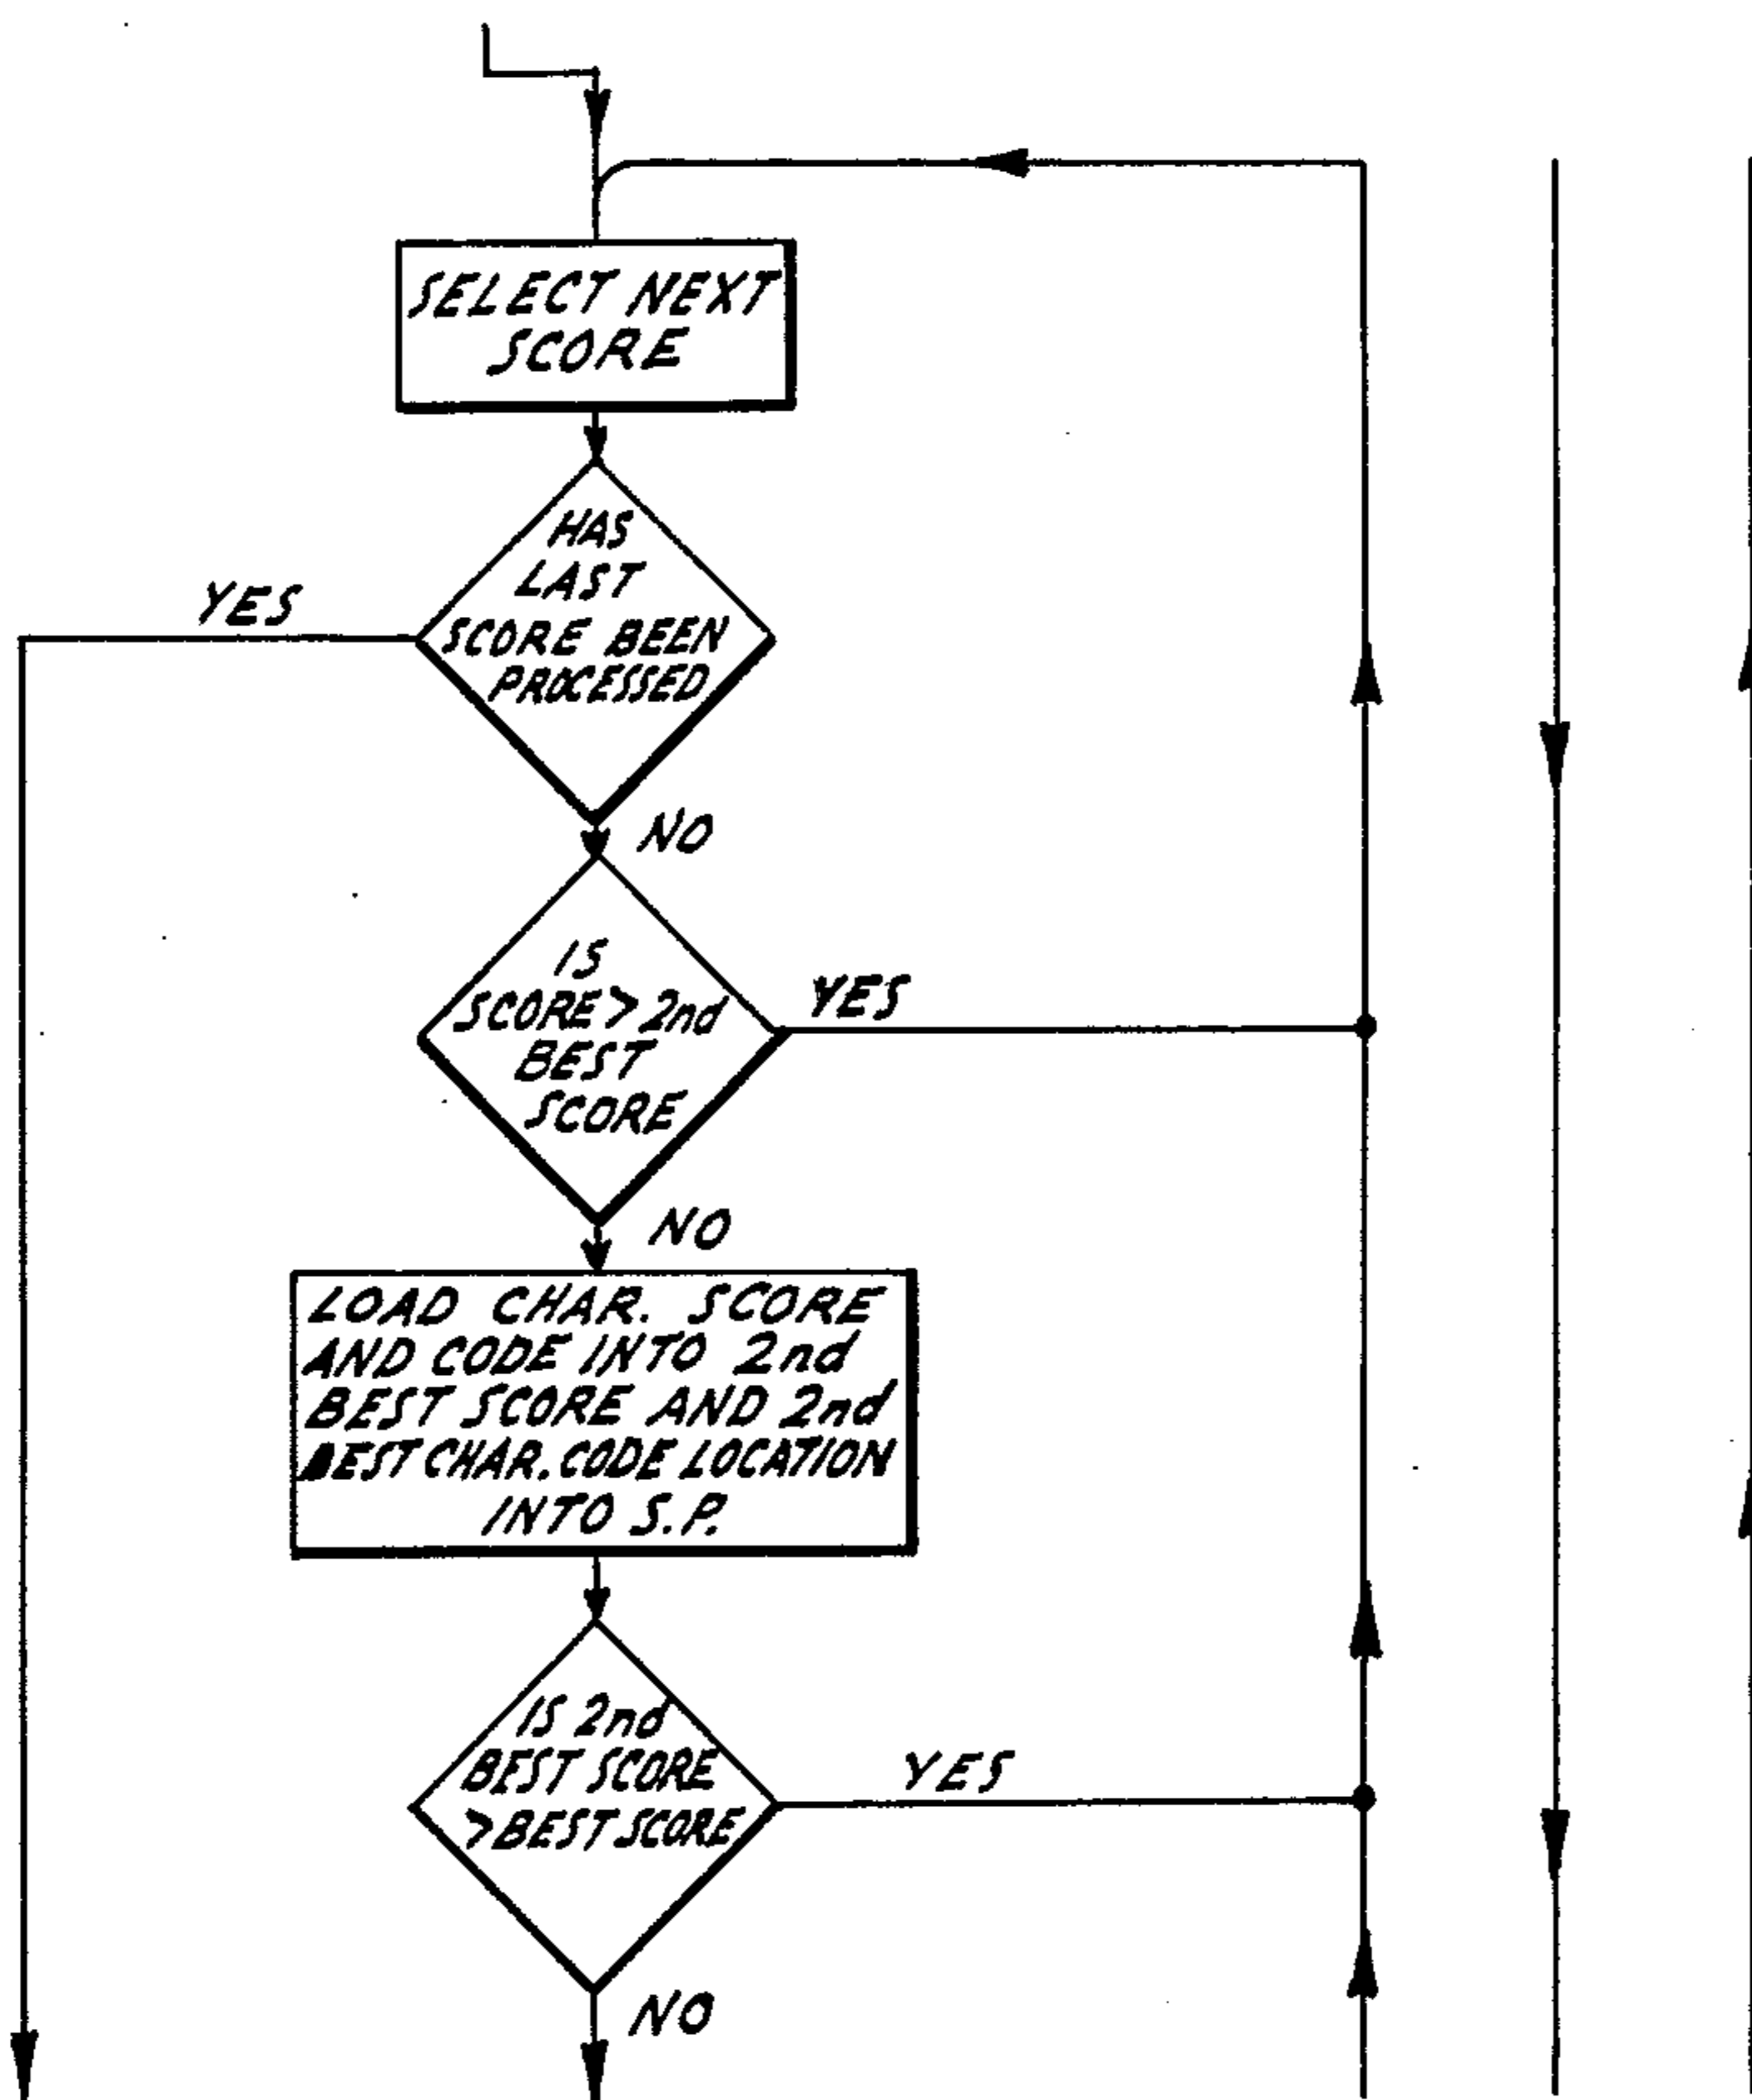 SELECT NEXT
SCORE
HAS
LAST
SCORE BEEN
PROCESSED
YES
NO
IS
SCORE > 2nd
BEST
SCORE
YES
NO
LOAD CHAR. SCORE
AND CODE INTO 2nd
BEST SCORE AND 2nd
BEST CHAR. CODE LOCATION
INTO S.P.
IS 2nd
BEST SCORE
> BEST SCORE
YES
NO